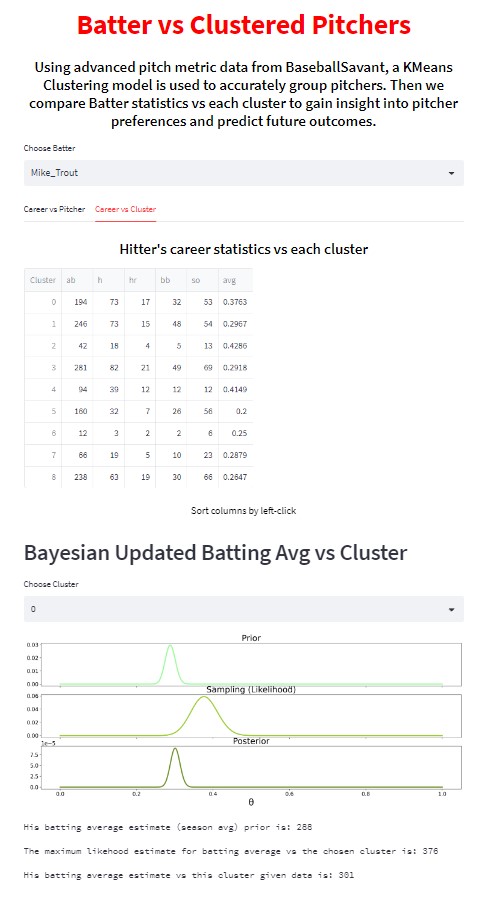 Batter vs Clustered Pitchers
Using advanced pitch metric data from BaseballSavant, a KMeans
Clustering model is used to accurately group pitchers. Then we
compare Batter statistics vs each cluster to gain insight into pitcher
preferences and predict future outcomes.
Choose Batter
Mike_Trout
Career vs Pitcher Career vs Cluster
Hitter's career statistics vs each cluster
Cluster ab h hr bb so avg
0 194 73 17 32 53 0.3763
1 246 73 15 48 54 0.2967
2 42 18 4 5 13 0.4286
3 281 82 21 49 69 0.2918
4 94 39 12 12 12 0.4149
5 160 32 7 26 56 0.2
6 12 3 2 2 6 0.25
7 66 19 5 10 23 0.2879
8 238 63 19 30 66 0.2647
Sort columns by left-click
Bayesian Updated Batting Avg vs Cluster
Choose Cluster
0
Prior
0.03
0.02
0.01
0.00
Sampling (Likelihood)
0.06
0.04
0.02
0.00
Posterior
1e-5
7.5
5.0
2.5
0.0
0.0 0.2 0.4 0.6 0.8 1.0
θ
His batting average estimate (season avg) prior is: 288
The maximum likehood estimate for batting average vs the chosen cluster is: 376
His batting average estimate vs this cluster given data is: 301